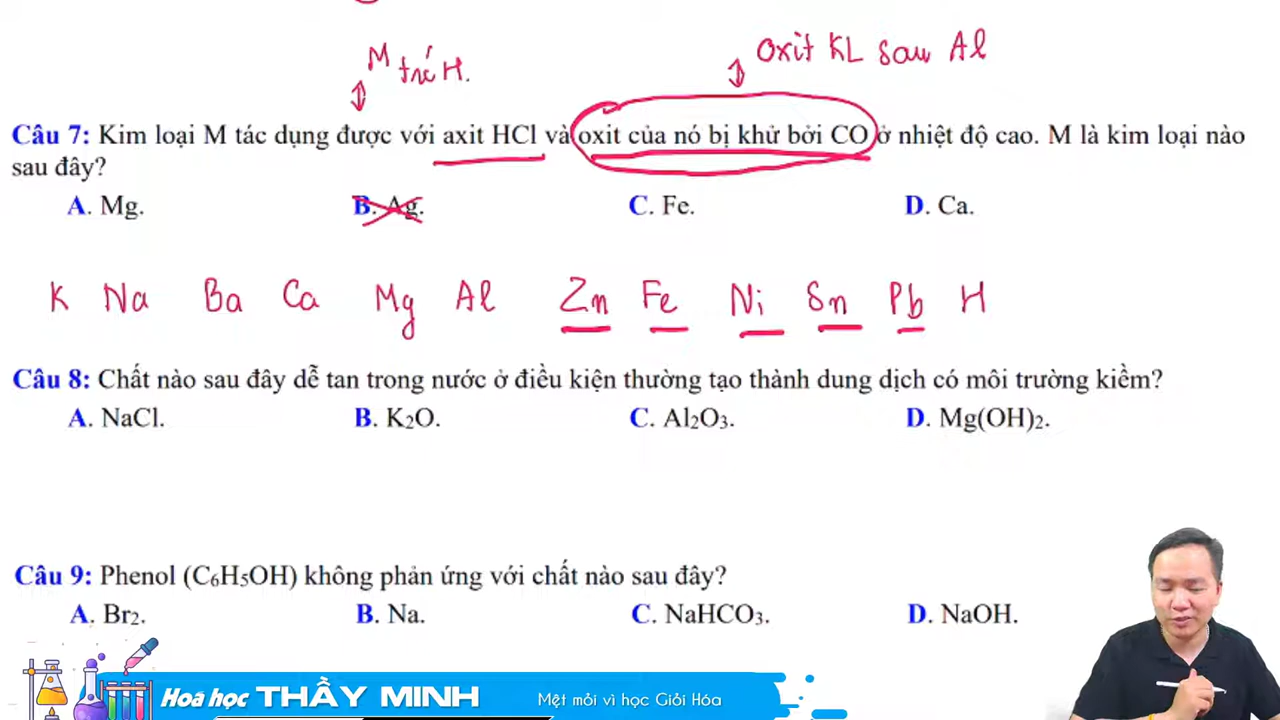 M trc H.
oxit KL sau Al
Câu 7: Kim loại M tác dụng được với axit HCl và oxit của nó bị khử bởi CO ở nhiệt độ cao. M là kim loại nào
sau đây?
A. Mg. B. Ag. C. Fe. D. Ca.
K Na Ba Ca Mg Al Zn Fe Ni Sn Pb H
Câu 8: Chất nào sau đây dễ tan trong nước ở điều kiện thường tạo thành dung dịch có môi trường kiềm?
A. NaCl. B. K₂O. C. Al₂O₃. D. Mg(OH)₂.
Câu 9: Phenol (C₆H₅OH) không phản ứng với chất nào sau đây?
A. Br₂. B. Na. C. NaHCO₃. D. NaOH.
Hoá học THẦY MINH Mệt mỏi vì học Giỏi Hóa